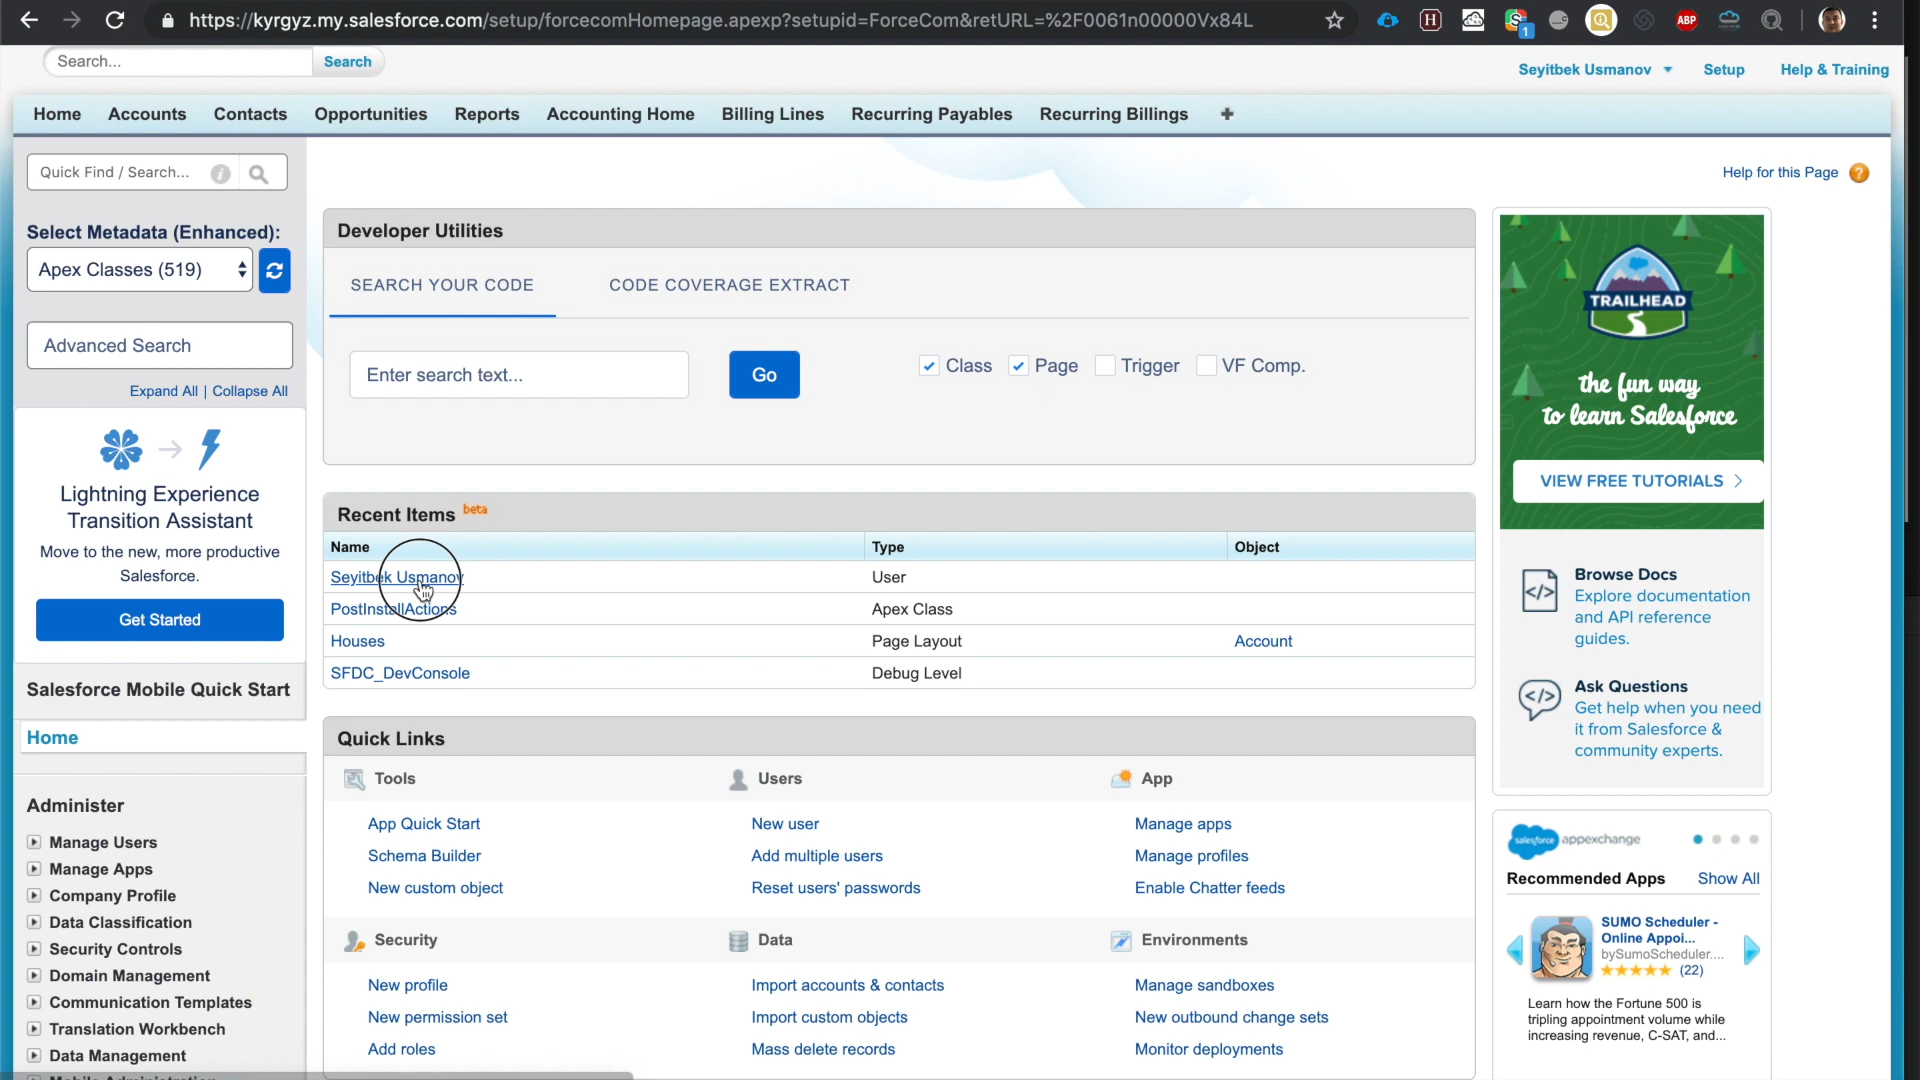 https://kyrgyz.my.salesforce.com/setup/forcecomHomepage.apexp?setupid=ForceCom&retURL=%2F0061n00000Vx84L
H
S
1
ABP
Search...
Search
Seyitbek Usmanov
Setup
Help & Training
Home
Accounts
Contacts
Opportunities
Reports
Accounting Home
Billing Lines
Recurring Payables
Recurring Billings
+
Quick Find / Search...
i
Help for this Page
?
Select Metadata (Enhanced):
Apex Classes (519)
Advanced Search
Expand All | Collapse All
Lightning Experience
Transition Assistant
Move to the new, more productive
Salesforce.
Get Started
Salesforce Mobile Quick Start
Home
Administer
Manage Users
Manage Apps
Company Profile
Data Classification
Security Controls
Domain Management
Communication Templates
Translation Workbench
Data Management
Mobile Administration
Developer Utilities
SEARCH YOUR CODE
CODE COVERAGE EXTRACT
Enter search text...
Go
Class
Page
Trigger
VF Comp.
Recent Items beta
Name
Type
Object
Seyitbek Usmanov
User
PostInstallActions
Apex Class
Houses
Page Layout
Account
SFDC_DevConsole
Debug Level
Quick Links
Tools
Users
App
App Quick Start
New user
Manage apps
Schema Builder
Add multiple users
Manage profiles
New custom object
Reset users' passwords
Enable Chatter feeds
Security
Data
Environments
New profile
Import accounts & contacts
Manage sandboxes
New permission set
Import custom objects
New outbound change sets
Add roles
Mass delete records
Monitor deployments
TRAILHEAD
the fun way
to learn Salesforce
VIEW FREE TUTORIALS
Browse Docs
Explore documentation
and API reference
guides.
Ask Questions
Get help when you need
it from Salesforce &
community experts.
salesforce appexchange
Recommended Apps
Show All
SUMO Scheduler -
Online Appoi...
bySumoScheduler....
(22)
Learn how the Fortune 500 is
tripling appointment volume while
increasing revenue, C-SAT, and...